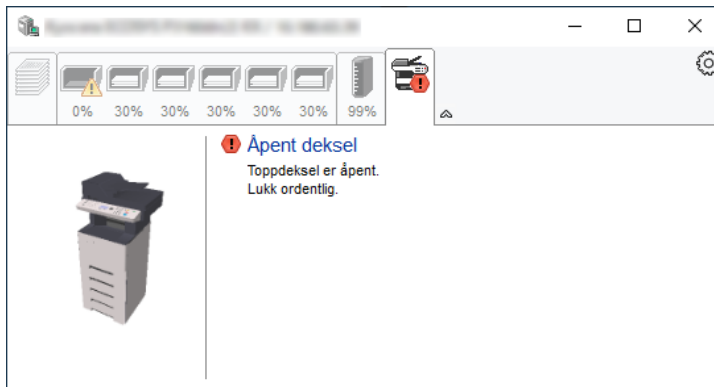 0% 30% 30% 30% 30% 30% 99%
Åpent deksel
Toppdeksel er åpent.
Lukk ordentlig.